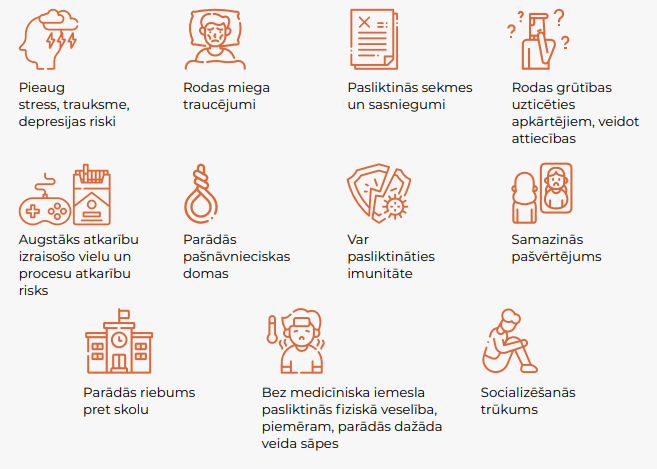 Pieaug
stress, trauksme,
depresijas riski
Rodas miega
traucējumi
Pasliktinās sekmes
un sasniegumi
Rodas grūtības
uzticēties
apkārtējiem, veidot
attiecības
Augstāks atkarību
izraisošo vielu un
procesu atkarību
risks
Parādās
pašnāvnieciskas
domas
Var
pasliktināties
imunitāte
Samazinās
pašvērtējums
Parādās riebums
pret skolu
Bez medicīniska iemesla
pasliktinās fiziskā veselība,
piemēram, parādās dažāda
veida sāpes
Socializēšanās
trūkums